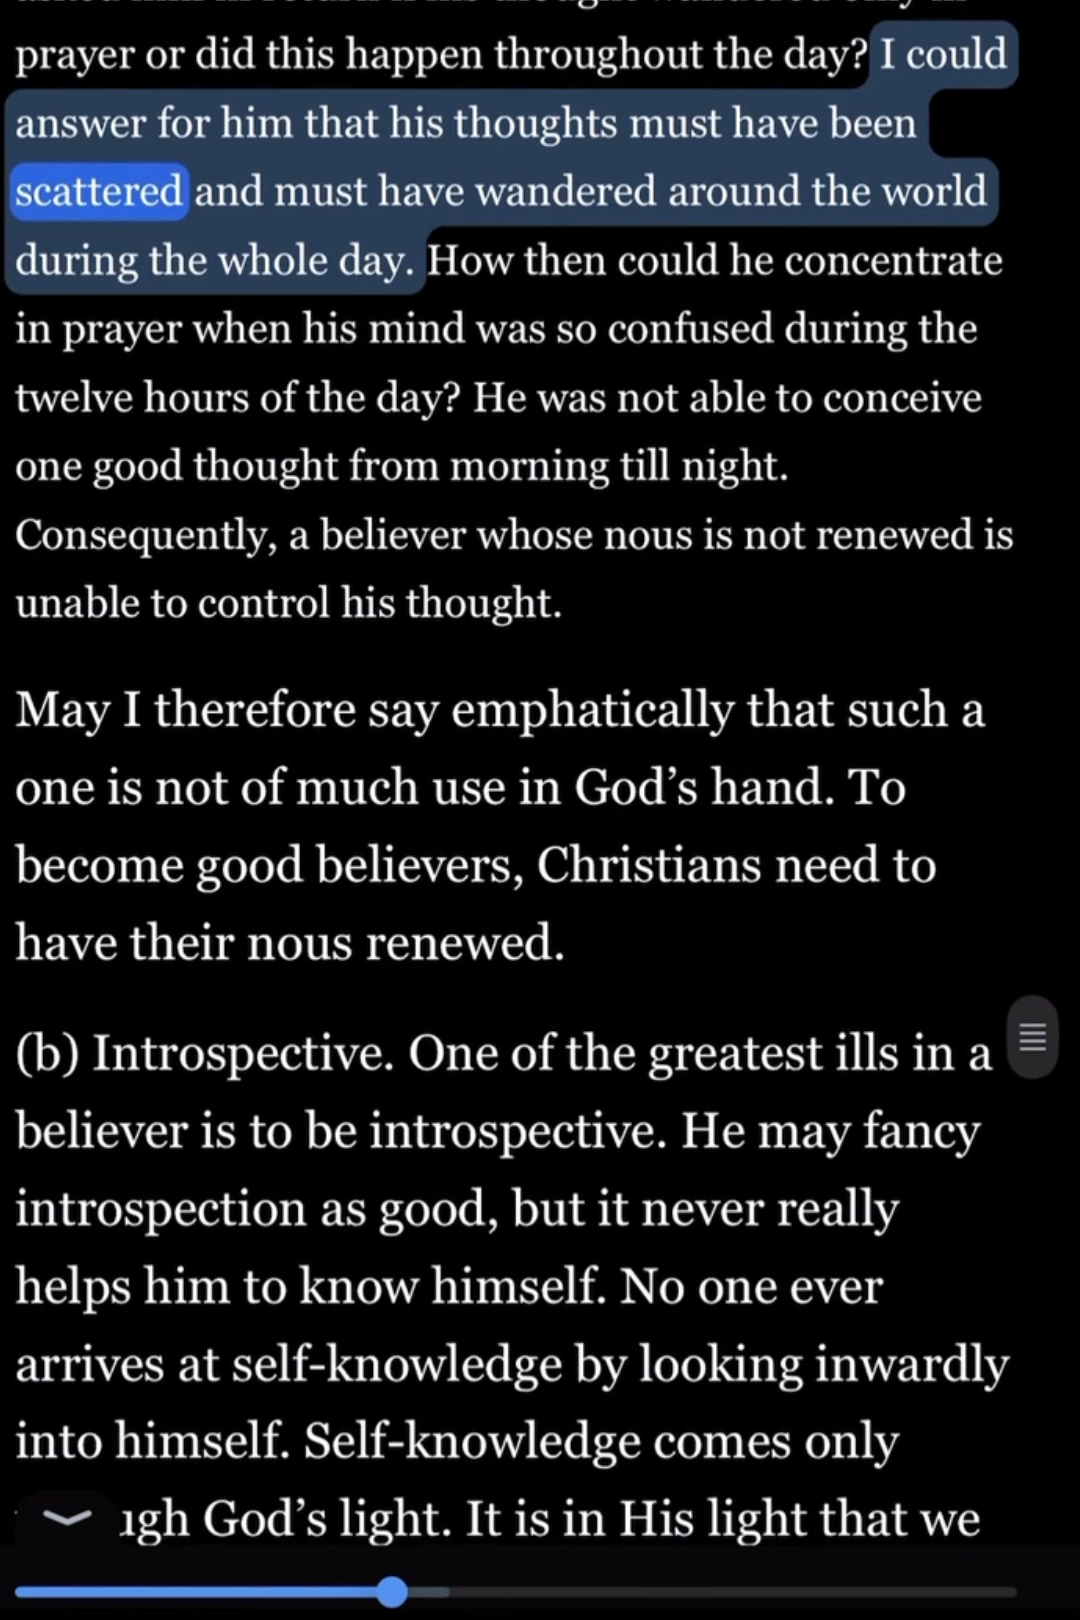 prayer or did this happen throughout the day? I could
answer for him that his thoughts must have been
scattered and must have wandered around the world
during the whole day. How then could he concentrate
in prayer when his mind was so confused during the
twelve hours of the day? He was not able to conceive
one good thought from morning till night.
Consequently, a believer whose nous is not renewed is
unable to control his thought.
May I therefore say emphatically that such a
one is not of much use in God’s hand. To
become good believers, Christians need to
have their nous renewed.
(b) Introspective. One of the greatest ills in a
believer is to be introspective. He may fancy
introspection as good, but it never really
helps him to know himself. No one ever
arrives at self-knowledge by looking inwardly
into himself. Self-knowledge comes only
ugh God’s light. It is in His light that we